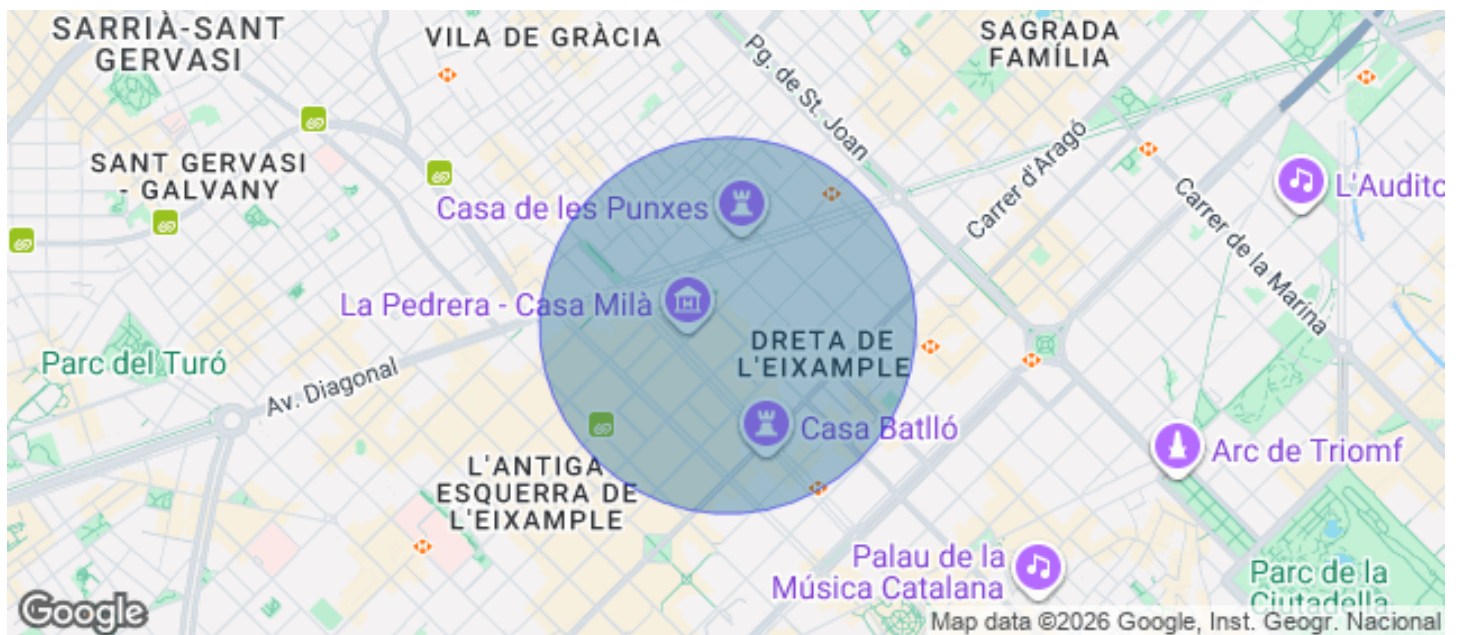 SARRIÀ-SANT
GERVASI
VILA DE GRÀCIA
SAGRADA
FAMÍLIA
Pg. de St. Joan
SANT GERVASI
- GALVANY
Casa de les Punxes
Carrer d'Aragó
L'Audito
Carrer de la Marina
La Pedrera - Casa Milà
DRETA DE
L'EIXAMPLE
Parc del Turó
Av. Diagonal
Casa Batlló
Arc de Triomf
L'ANTIGA
ESQUERRA DE
L'EIXAMPLE
Palau de la
Música Catalana
Parc de la
Ciutadella
Google
Map data ©2026 Google, Inst. Geogr. Nacional